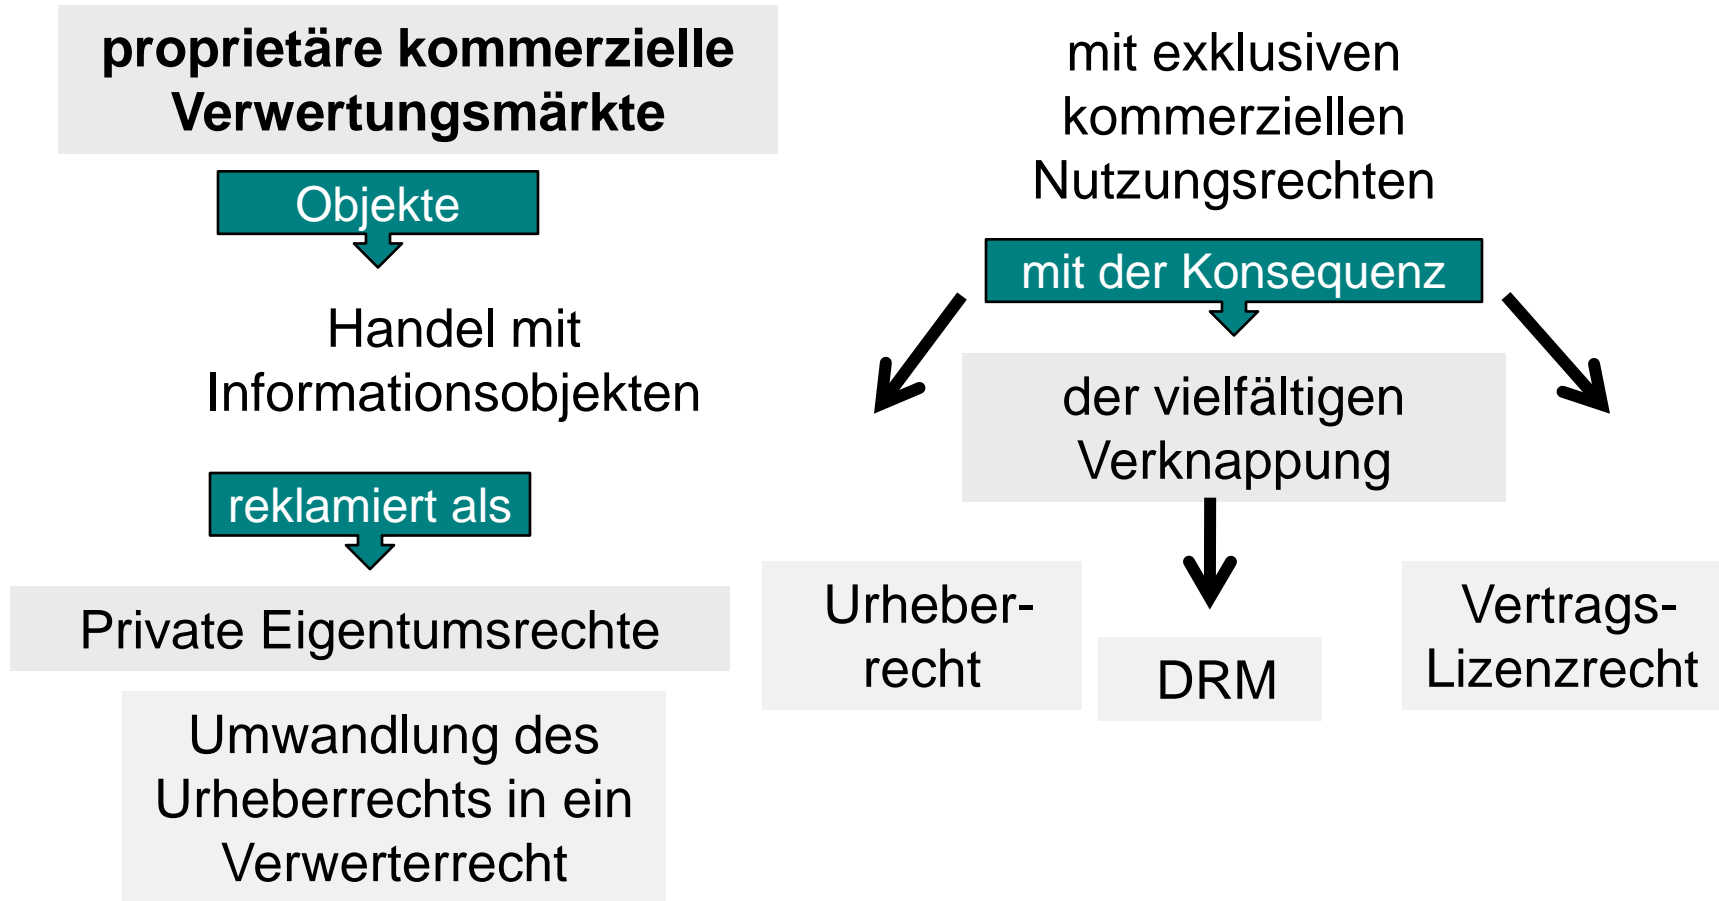 proprietäre kommerzielle
Verwertungsmärkte
Objekte
Handel mit
Informationsobjekten
reklamiert als
Private Eigentumsrechte
Umwandlung des
Urheberrechts in ein
Verwerterrecht
mit exklusiven
kommerziellen
Nutzungsrechten
mit der Konsequenz
der vielfältigen
Verknappung
Urheber-
recht
DRM
Vertrags-
Lizenzrecht